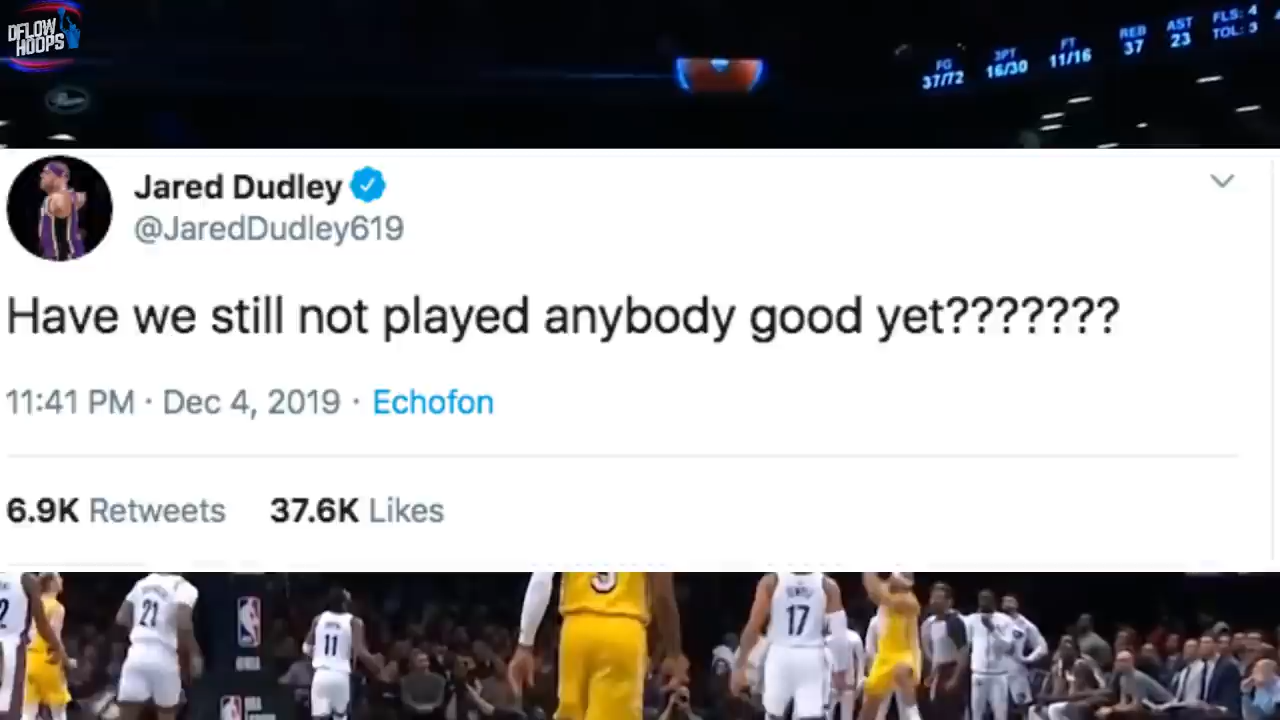 DFLOW
HOOPS
FG
37/72
3PT
16/30
FT
11/16
REB
37
AST
23
FLS: 4
TOL: 3
Jared Dudley
@JaredDudley619
Have we still not played anybody good yet???????
11:41 PM · Dec 4, 2019 · Echofon
6.9K Retweets 37.6K Likes
21
NBA
11
17
2